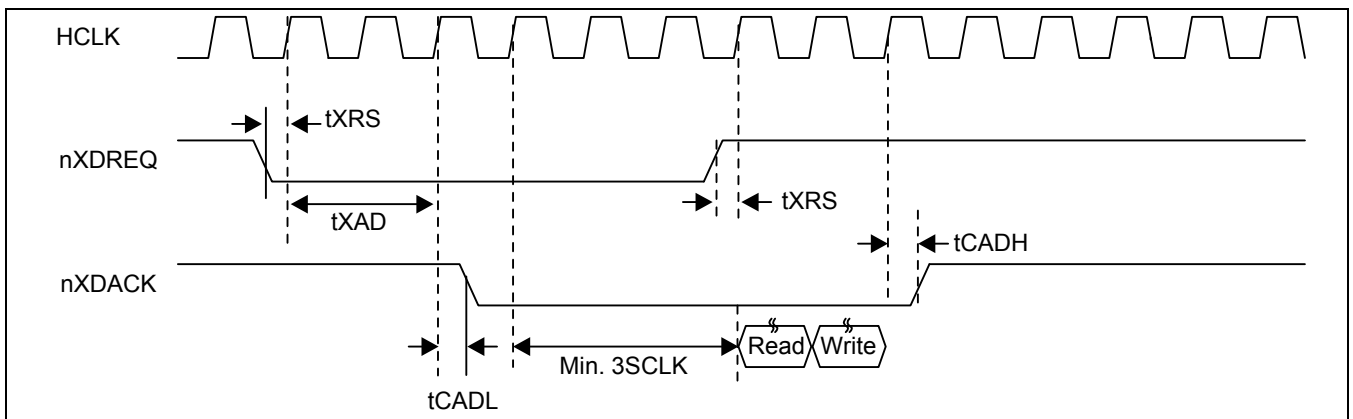 HCLK
tXRS
nXDREQ
tXRS
tXAD
tCADH
nXDACK
Read
Write
Min. 3SCLK
tCADL